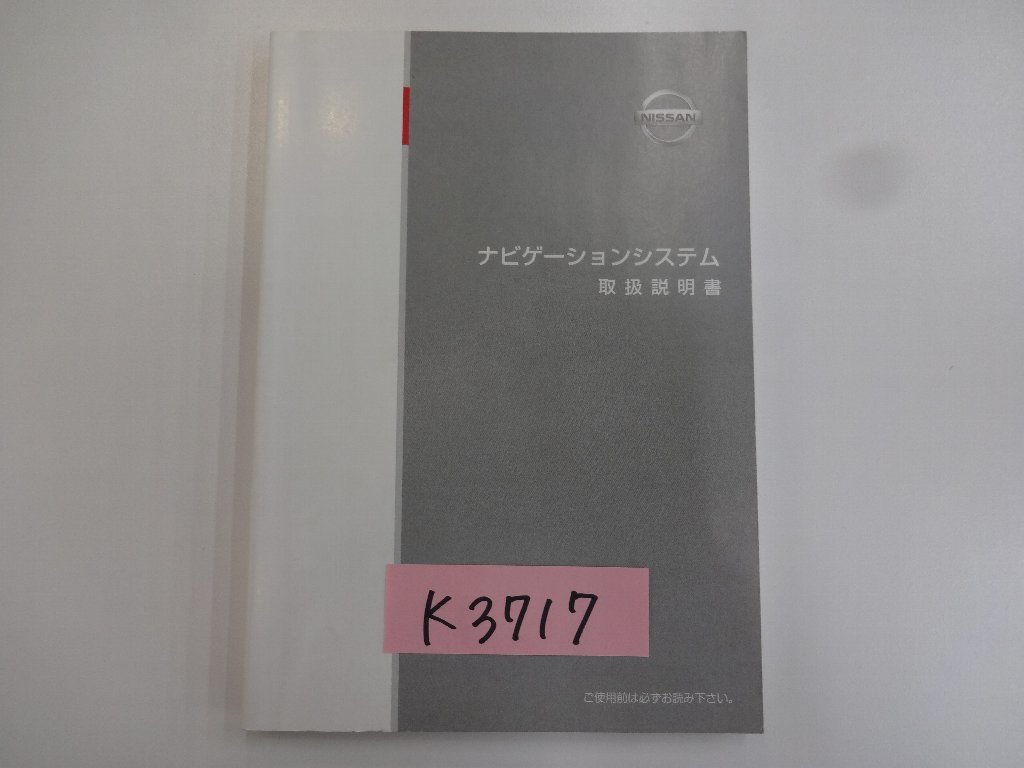 NISSAN
ナビゲーションシステム
取扱説明書
K3717
ご使用前は必ずお読み下さい。